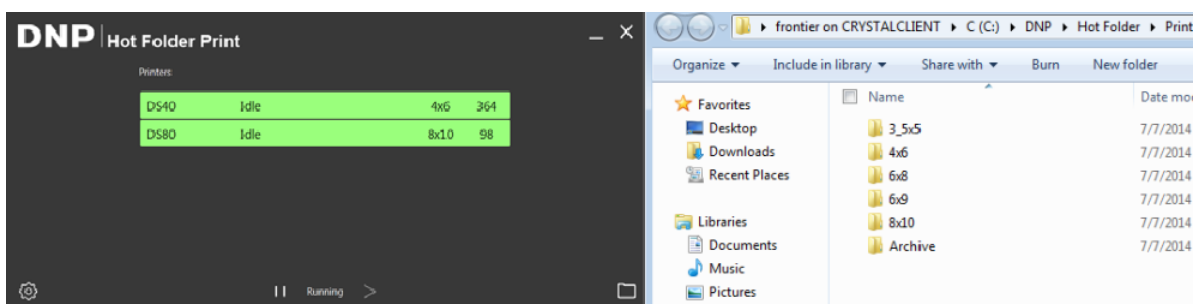 DNP Hot Folder Print
Printers:
DS40 Idle 4x6 364
DS80 Idle 8x10 98
Running
frontier on CRYSTALCLIENT C (C:) DNP Hot Folder Print
Organize Include in library Share with Burn New folder
Favorites
Desktop
Downloads
Recent Places
Libraries
Documents
Music
Pictures
Name Date mo
3_5x5 7/7/2014
4x6 7/7/2014
6x8 7/7/2014
6x9 7/7/2014
8x10 7/7/2014
Archive 7/7/2014